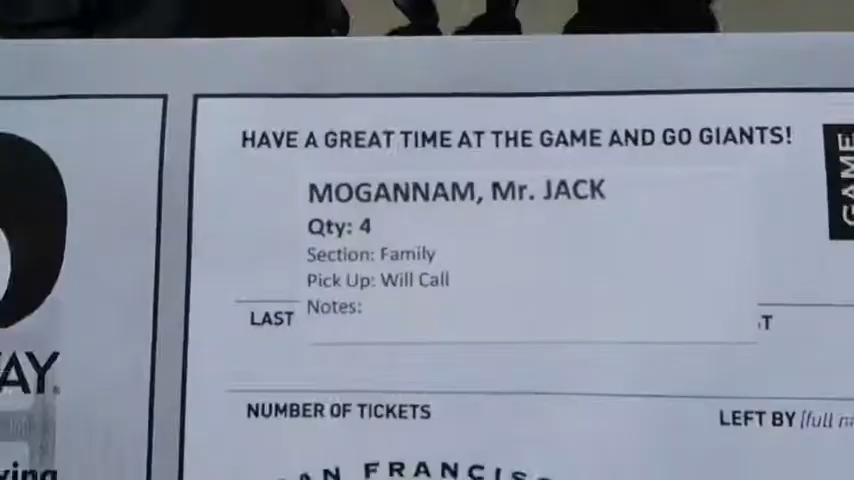 HAVE A GREAT TIME AT THE GAME AND GO GIANTS!
MOGANNAM, Mr. JACK
Qty: 4
Section: Family
Pick Up: Will Call
Notes:
LAST
NUMBER OF TICKETS
LEFT BY
GAME